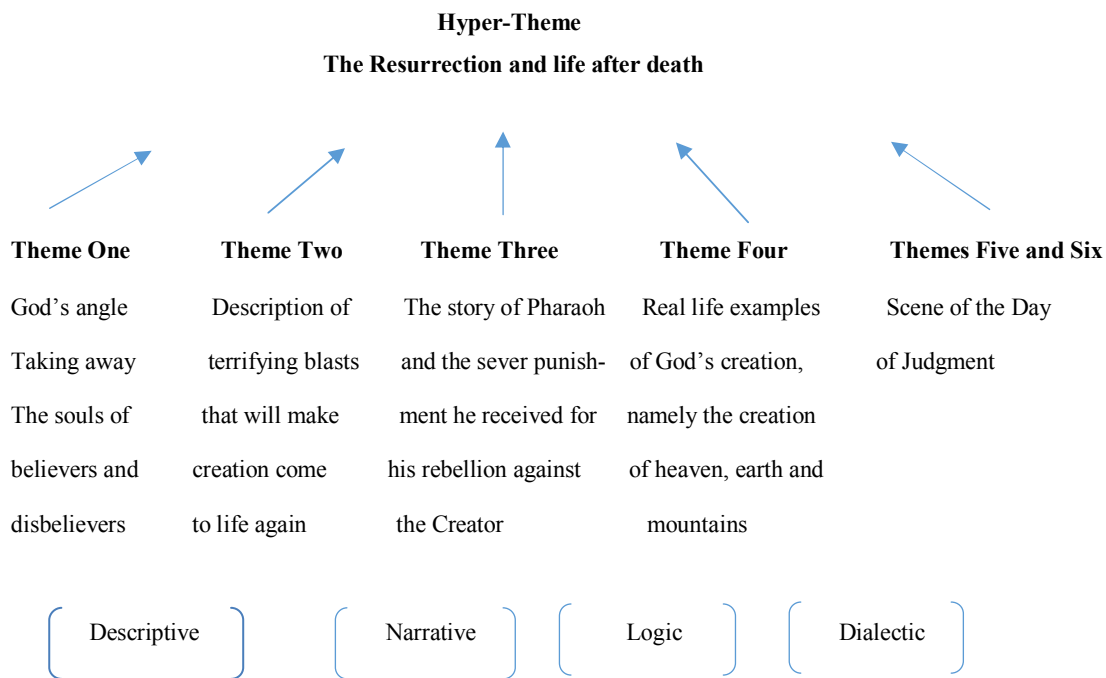 Hyper-Theme
The Resurrection and life after death
Theme One
God’s angle
Taking away
The souls of
believers and
disbelievers
Theme Two
Description of
terrifying blasts
that will make
creation come
to life again
Theme Three
The story of Pharaoh
and the sever punish-
ment he received for
his rebellion against
the Creator
Theme Four
Real life examples
of God’s creation,
namely the creation
of heaven, earth and
mountains
Themes Five and Six
Scene of the Day
of Judgment
Descriptive
Narrative
Logic
Dialectic